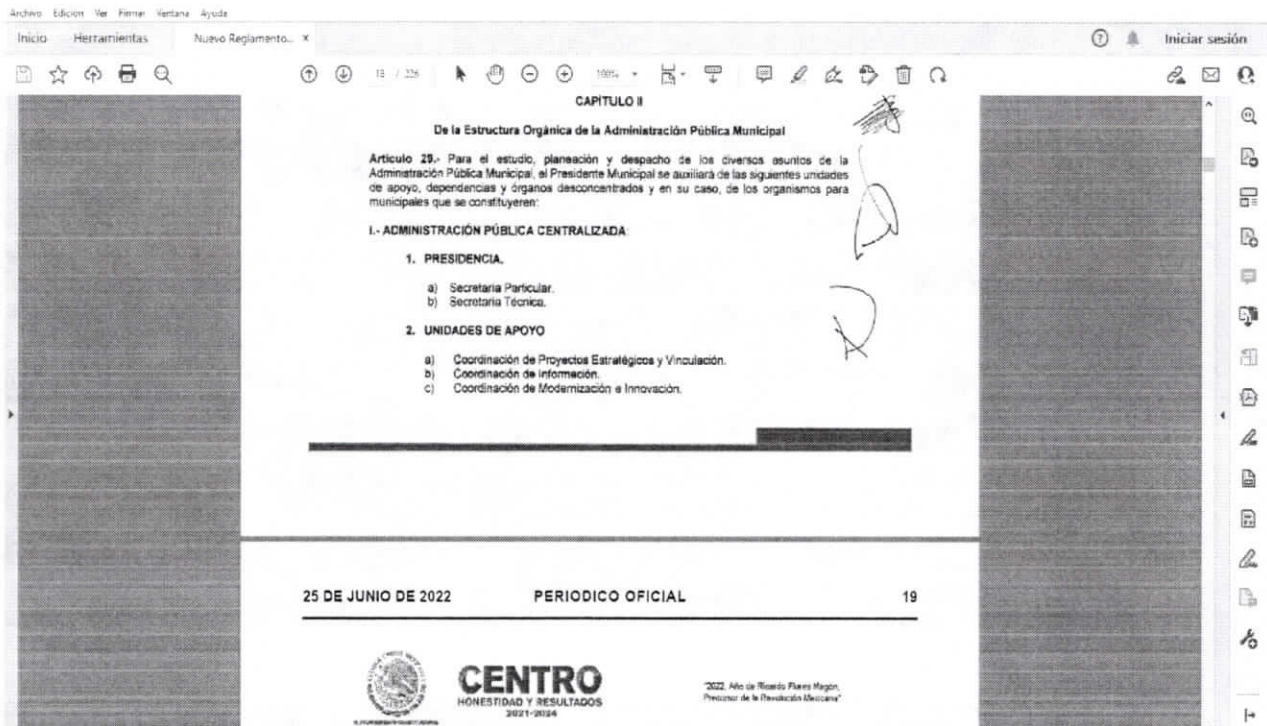 Archivo Edición Ver Firmar Ventana Ayuda
Inicio Herramientas Nuevo Reglamento... x
Iniciar sesión
18 / 226 100%
CAPÍTULO II
De la Estructura Orgánica de la Administración Pública Municipal
Artículo 29.- Para el estudio, planeación y despacho de los diversos asuntos de la
Administración Pública Municipal, el Presidente Municipal se auxiliará de las siguientes unidades
de apoyo, dependencias y órganos desconcentrados y en su caso, de los organismos para
municipales que se constituyeren:
I.- ADMINISTRACIÓN PÚBLICA CENTRALIZADA:
1. PRESIDENCIA.
a) Secretaria Particular.
b) Secretaria Técnica.
2. UNIDADES DE APOYO
a) Coordinación de Proyectos Estratégicos y Vinculación.
b) Coordinación de Información.
c) Coordinación de Modernización e Innovación.
25 DE JUNIO DE 2022 PERIODICO OFICIAL 19
CENTRO
HONESTIDAD Y RESULTADOS
2021-2024
"2022, Año de Ricardo Flores Magón,
Precursor de la Revolución Mexicana"